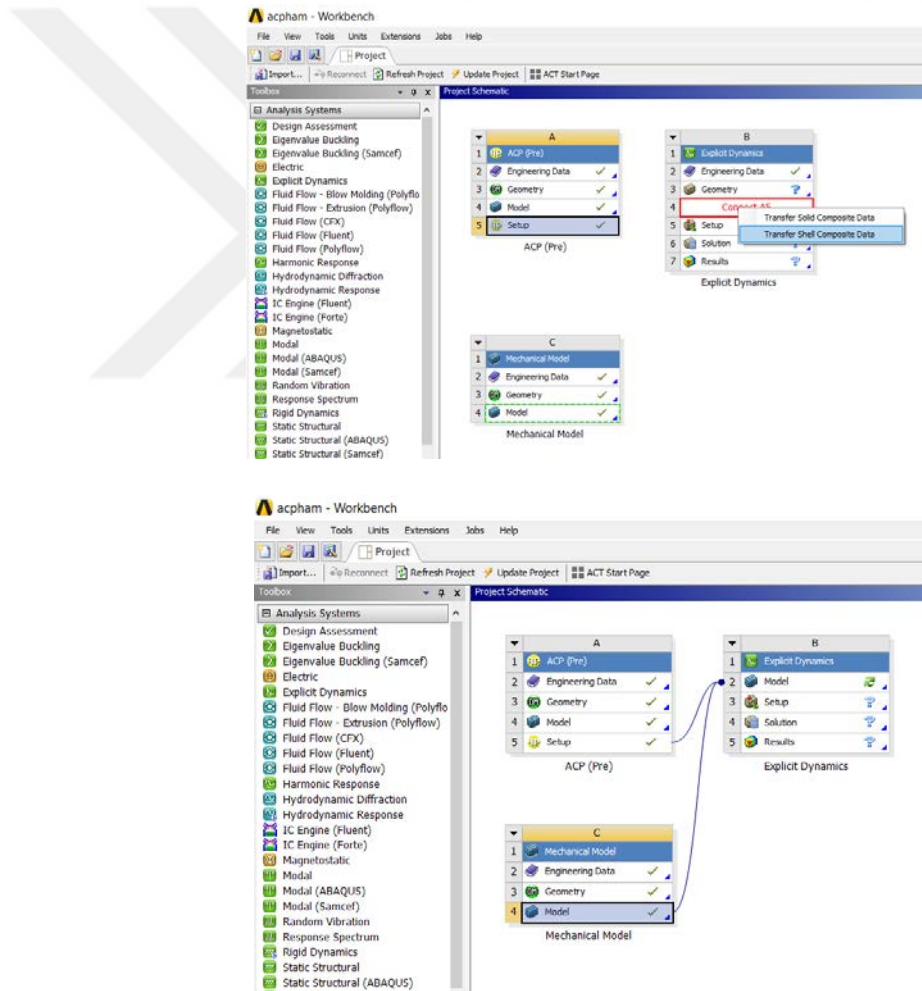 acpham - Workbench
File View Tools Units Extensions Jobs Help
Project
Import... Reconnect Refresh Project Update Project ACT Start Page
Toolbox
Project Schematic
Analysis Systems
Design Assessment
Eigenvalue Buckling
Eigenvalue Buckling (Samcef)
Electric
Explicit Dynamics
Fluid Flow - Blow Molding (Polyflo
Fluid Flow - Extrusion (Polyflow)
Fluid Flow (CFX)
Fluid Flow (Fluent)
Fluid Flow (Polyflow)
Harmonic Response
Hydrodynamic Diffraction
Hydrodynamic Response
IC Engine (Fluent)
IC Engine (Forte)
Magnetostatic
Modal
Modal (ABAQUS)
Modal (Samcef)
Random Vibration
Response Spectrum
Rigid Dynamics
Static Structural
Static Structural (ABAQUS)
Static Structural (Samcef)
A
1 ACP (Pre)
2 Engineering Data
3 Geometry
4 Model
5 Setup
ACP (Pre)
B
1 Explicit Dynamics
2 Engineering Data
3 Geometry ?
4
5 Setup
6 Solution
7 Results ?
Explicit Dynamics
Transfer Solid Composite Data
Transfer Shell Composite Data
C
1 Mechanical Model
2 Engineering Data
3 Geometry
4 Model
Mechanical Model
acpham - Workbench
File View Tools Units Extensions Jobs Help
Project
Import... Reconnect Refresh Project Update Project ACT Start Page
Toolbox
Project Schematic
Analysis Systems
Design Assessment
Eigenvalue Buckling
Eigenvalue Buckling (Samcef)
Electric
Explicit Dynamics
Fluid Flow - Blow Molding (Polyflo
Fluid Flow - Extrusion (Polyflow)
Fluid Flow (CFX)
Fluid Flow (Fluent)
Fluid Flow (Polyflow)
Harmonic Response
Hydrodynamic Diffraction
Hydrodynamic Response
IC Engine (Fluent)
IC Engine (Forte)
Magnetostatic
Modal
Modal (ABAQUS)
Modal (Samcef)
Random Vibration
Response Spectrum
Rigid Dynamics
Static Structural
Static Structural (ABAQUS)
A
1 ACP (Pre)
2 Engineering Data
3 Geometry
4 Model
5 Setup
ACP (Pre)
B
1 Explicit Dynamics
2 Model
3 Setup ?
4 Solution ?
5 Results ?
Explicit Dynamics
C
1 Mechanical Model
2 Engineering Data
3 Geometry
4 Model
Mechanical Model